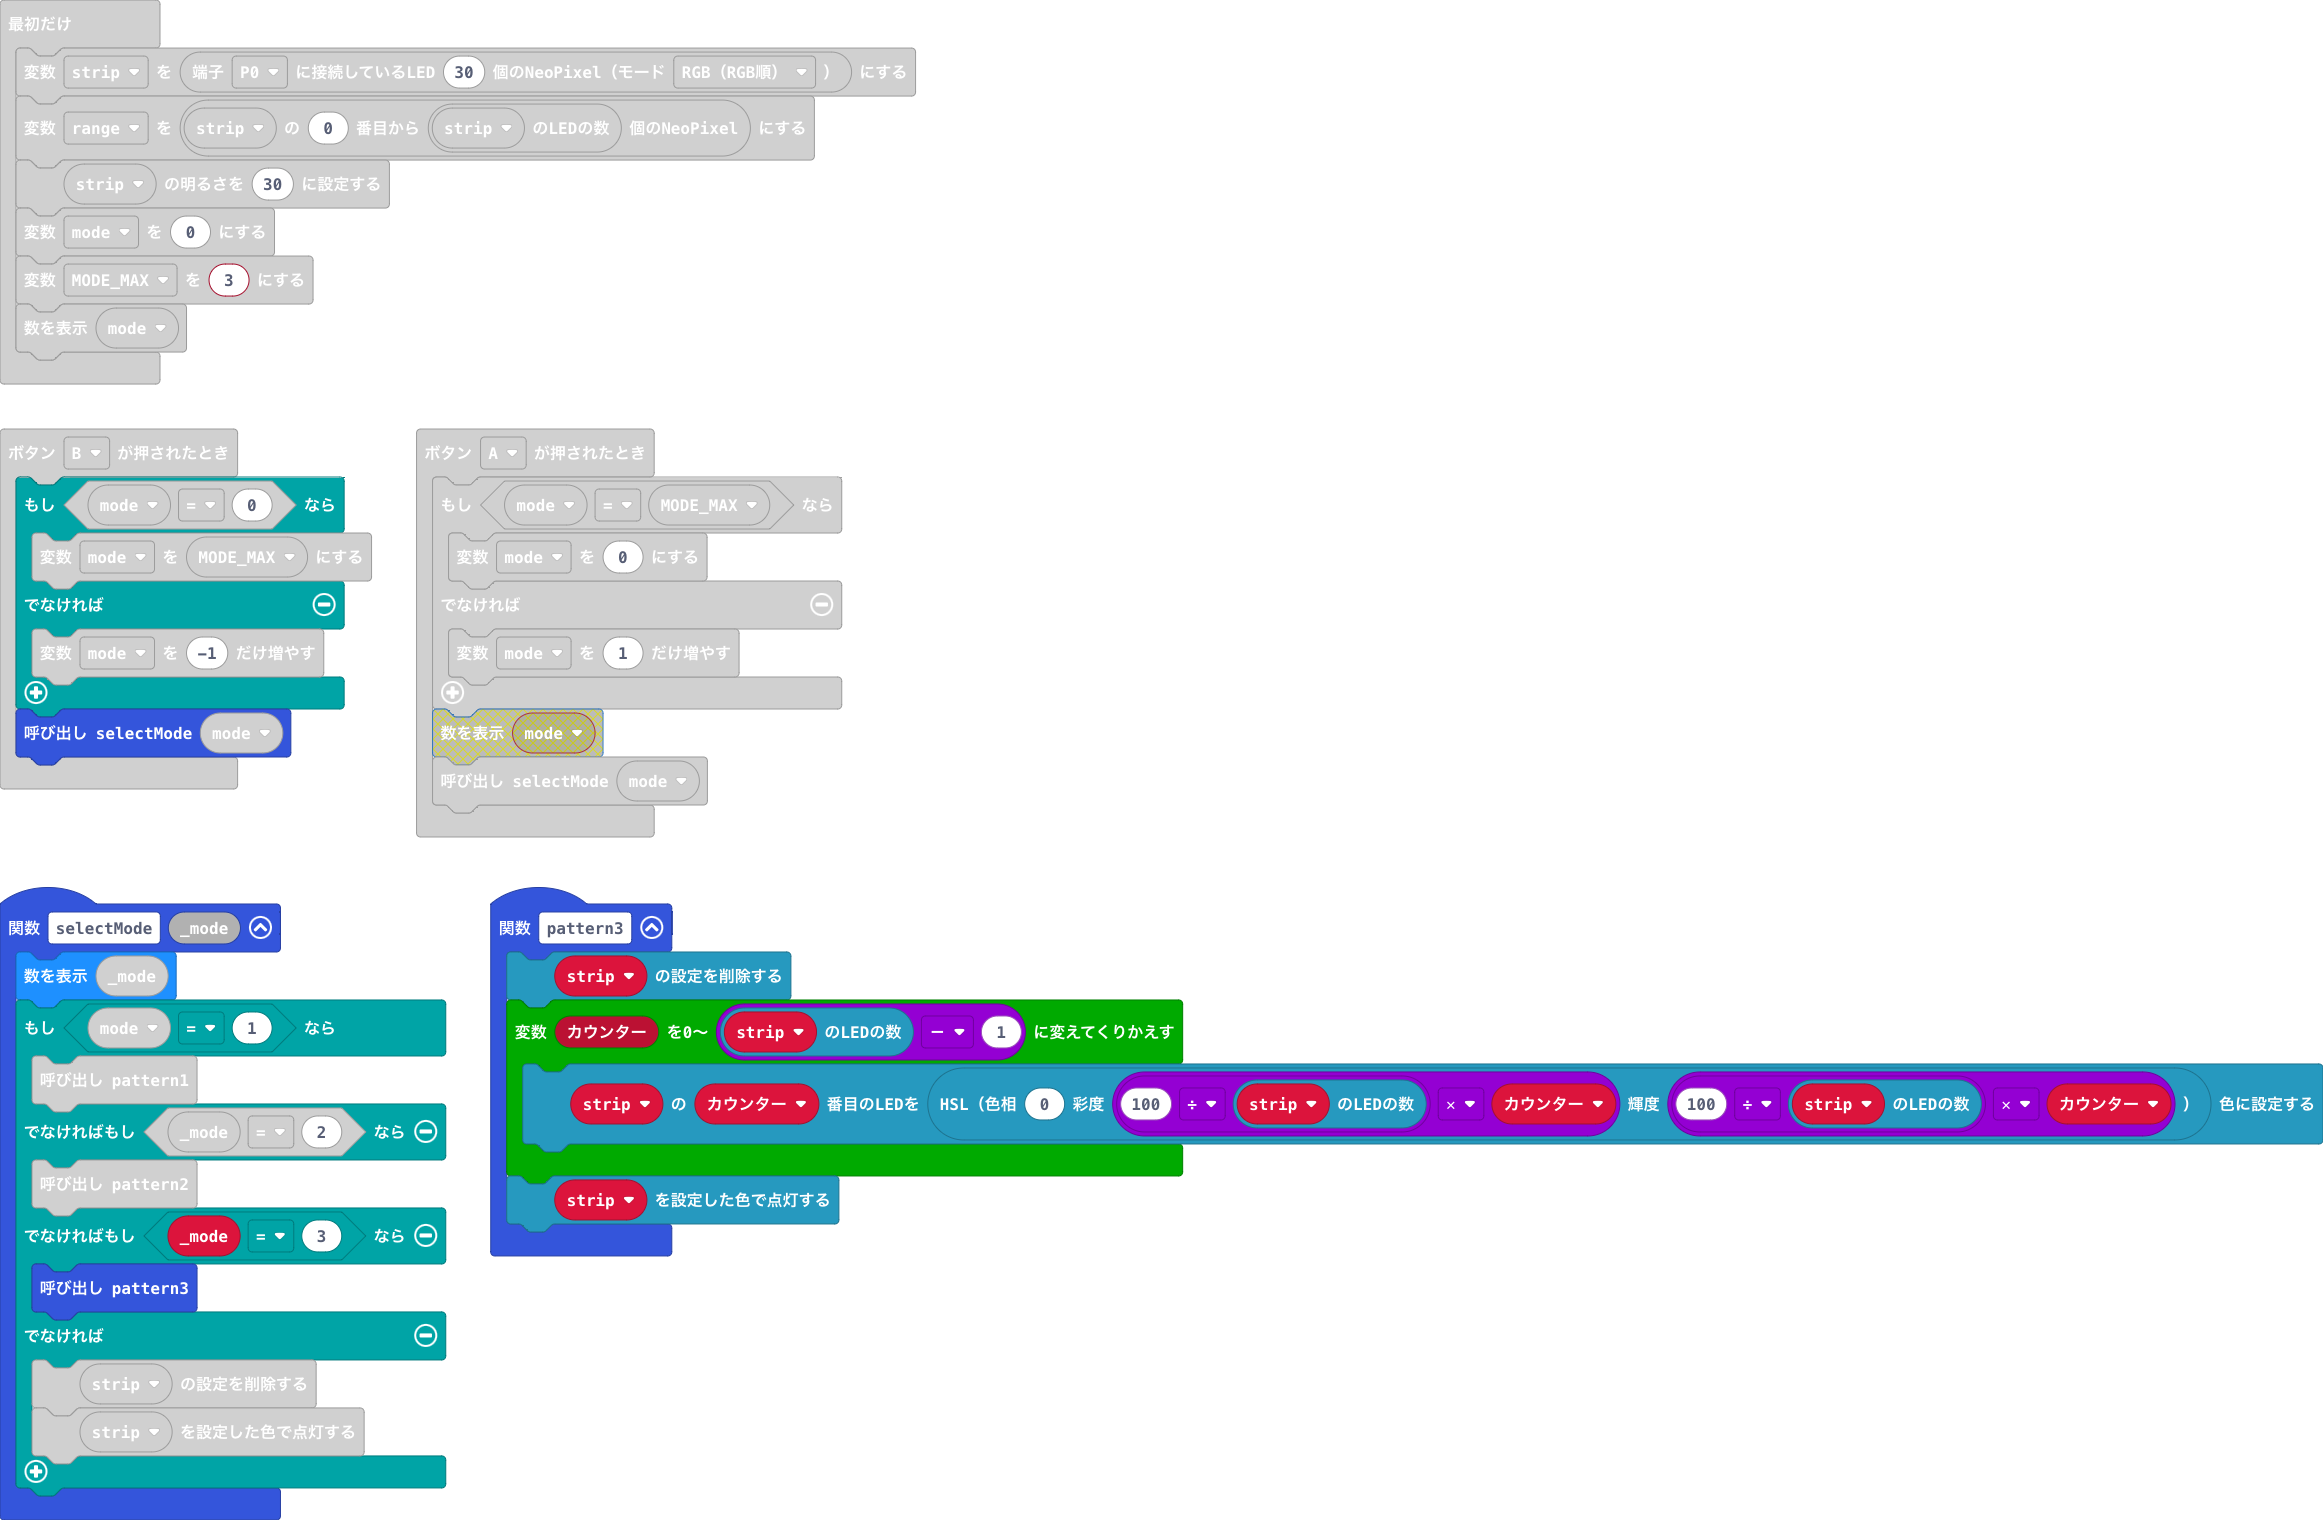 最初だけ
変数 strip を 端子 P0 に接続しているLED 30 個のNeoPixel (モード RGB (RGB順) ) にする
変数 range を strip の 0 番目から strip のLEDの数 個のNeoPixel にする
strip の明るさを 30 に設定する
変数 mode を 0 にする
変数 MODE_MAX を 3 にする
数を表示 mode
ボタン B が押されたとき
もし mode = 0 なら
変数 mode を MODE_MAX にする
でなければ
変数 mode を -1 だけ増やす
呼び出し selectMode mode
ボタン A が押されたとき
もし mode = MODE_MAX なら
変数 mode を 0 にする
でなければ
変数 mode を 1 だけ増やす
数を表示 mode
呼び出し selectMode mode
関数 selectMode _mode
数を表示 _mode
もし mode = 1 なら
呼び出し pattern1
でなければもし _mode = 2 なら
呼び出し pattern2
でなければもし _mode = 3 なら
呼び出し pattern3
でなければ
strip の設定を削除する
strip を設定した色で点灯する
関数 pattern3
strip の設定を削除する
変数 カウンター を0～ strip のLEDの数 － 1 に変えてくりかえす
strip の カウンター 番目のLEDを HSL (色相 0 彩度 100 ÷ strip のLEDの数 × カウンター 輝度 100 ÷ strip のLEDの数 × カウンター ) 色に設定する
strip を設定した色で点灯する